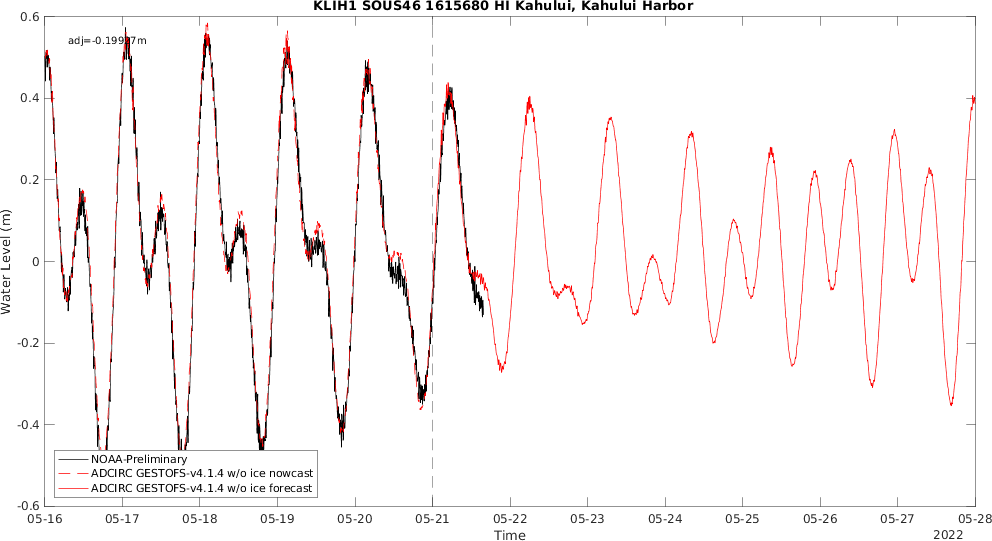 KLIH1 SOUS46 1615680 HI Kahului, Kahului Harbor
0.6
0.4
0.2
0
-0.2
-0.4
-0.6
Water Level (m)
NOAA-Preliminary
ADCIRC GESTOFS-v4.1.4 w/o ice nowcast
ADCIRC GESTOFS-v4.1.4 w/o ice forecast
05-16 05-17 05-18 05-19 05-20 05-21 05-22 05-23 05-24 05-25 05-26 05-27 05-28
Time
2022